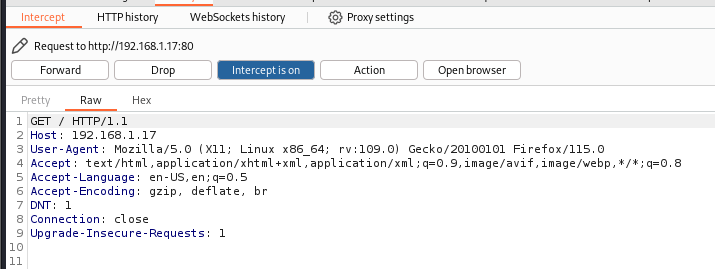 Intercept HTTP history WebSockets history Proxy settings
Request to http://192.168.1.17:80
Forward Drop Intercept is on Action Open browser
Pretty Raw Hex
1 GET / HTTP/1.1
2 Host: 192.168.1.17
3 User-Agent: Mozilla/5.0 (X11; Linux x86_64; rv:109.0) Gecko/20100101 Firefox/115.0
4 Accept: text/html,application/xhtml+xml,application/xml;q=0.9,image/avif,image/webp,*/*;q=0.8
5 Accept-Language: en-US,en;q=0.5
6 Accept-Encoding: gzip, deflate, br
7 DNT: 1
8 Connection: close
9 Upgrade-Insecure-Requests: 1
10
11